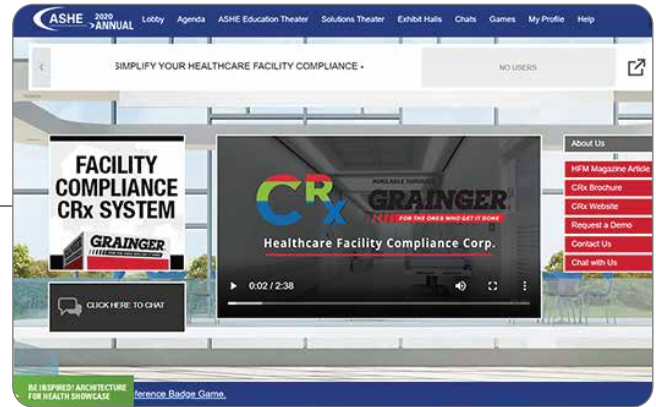 ASHE 2020 >ANNUAL
Lobby Agenda ASHE Education Theater Solutions Theater Exhibit Halls Chats Games My Profile Help
SIMPLIFY YOUR HEALTHCARE FACILITY COMPLIANCE -
NO USERS
FACILITY
COMPLIANCE
CRx SYSTEM
GRAINGER
CLICK HERE TO CHAT
AVAILABLE THROUGH
CRx GRAINGER
FOR THE ONES WHO GET IT DONE
Healthcare Facility Compliance Corp.
0:02 / 2:38
About Us
HFM Magazine Article
CRx Brochure
CRx Website
Request a Demo
Contact Us
Chat with Us
BE INSPIRED! ARCHITECTURE
FOR HEALTH SHOWCASE
ference Badge Game.